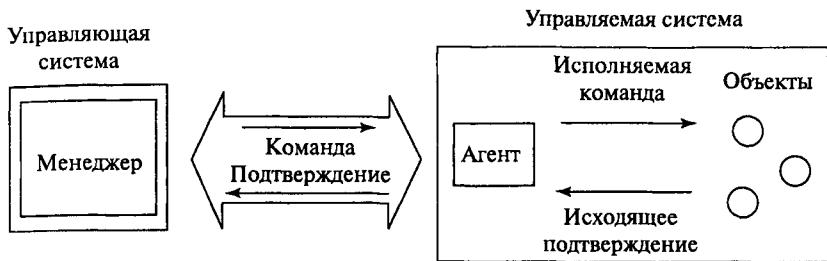 Управляющая
система
Менеджер
Команда
Подтверждение
Управляемая система
Исполняемая
команда
Объекты
Агент
Исходящее
подтверждение